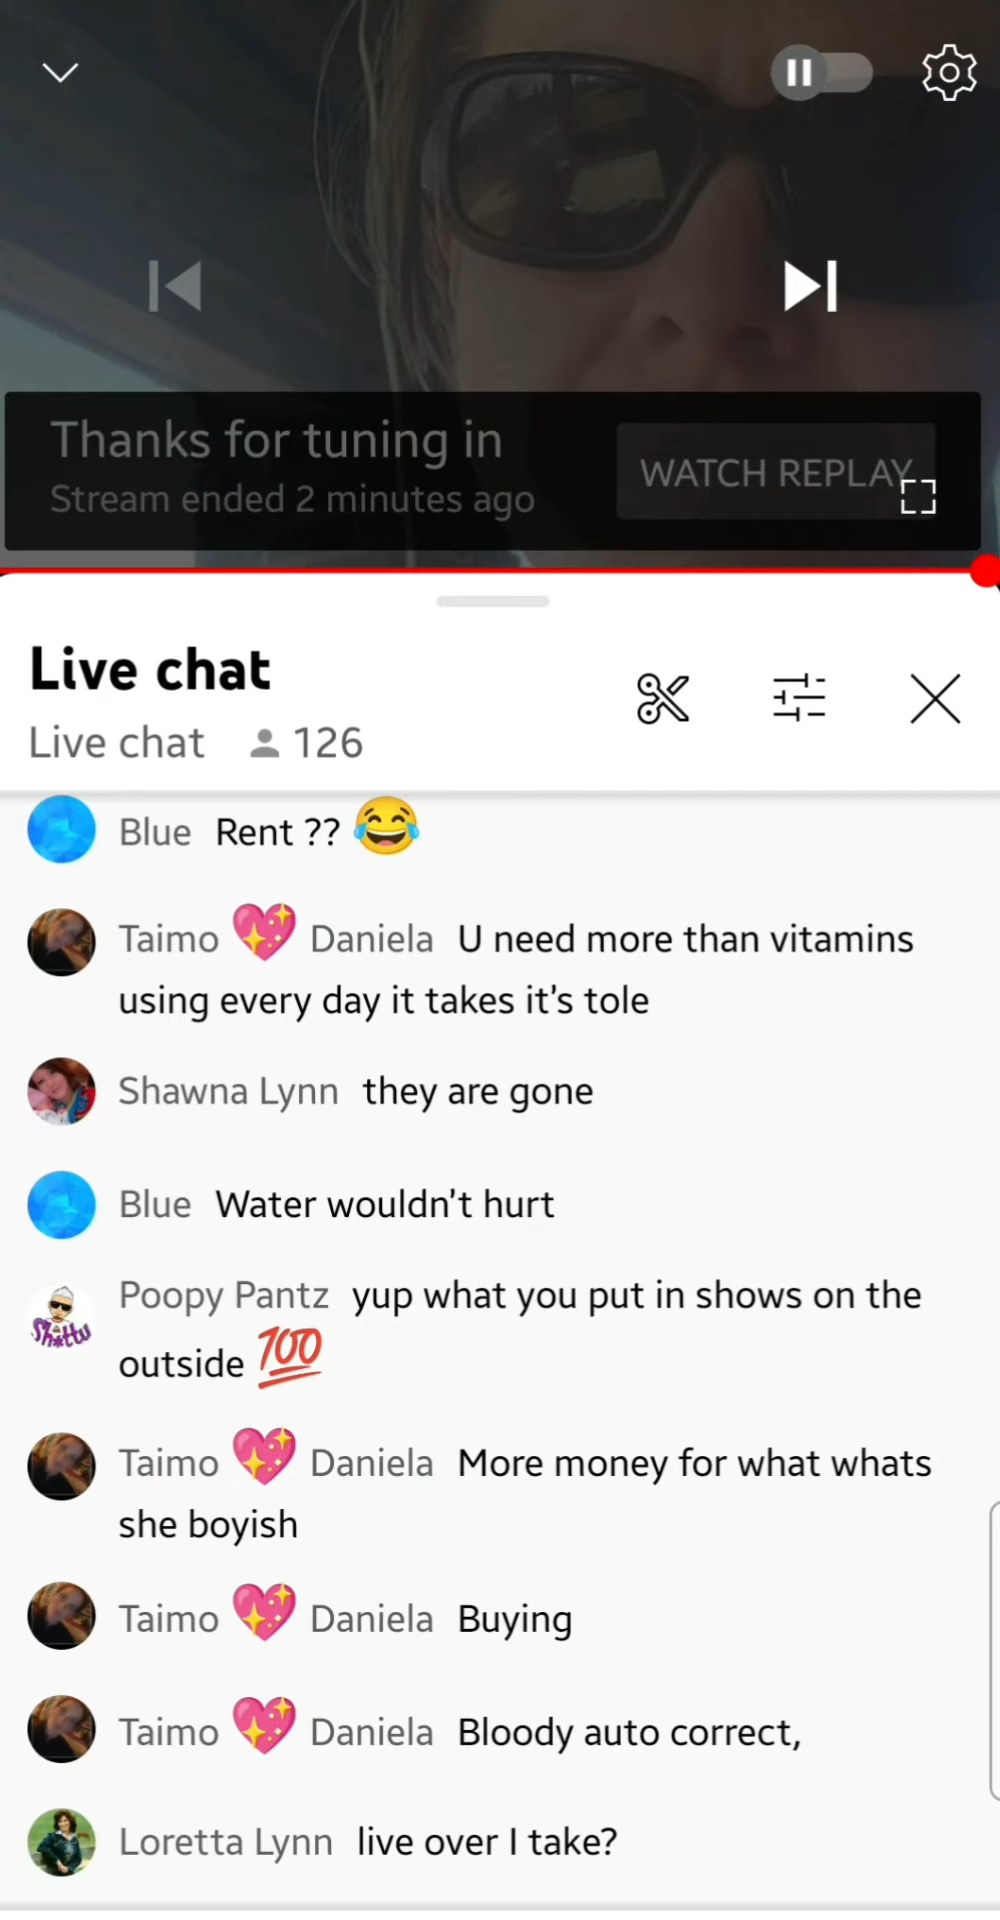 Thanks for tuning in
Stream ended 2 minutes ago
WATCH REPLAY
Live chat
Live chat 126
Blue Rent ?? 😂
Taimo 💖 Daniela U need more than vitamins
using every day it takes it's tole
Shawna Lynn they are gone
Blue Water wouldn't hurt
Poopy Pantz yup what you put in shows on the
outside 💯
Sh*tty
Taimo 💖 Daniela More money for what whats
she boyish
Taimo 💖 Daniela Buying
Taimo 💖 Daniela Bloody auto correct,
Loretta Lynn live over I take?